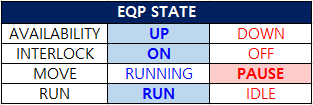 EQP STATE
AVAILABILITY UP DOWN
INTERLOCK ON OFF
MOVE RUNNING PAUSE
RUN RUN IDLE